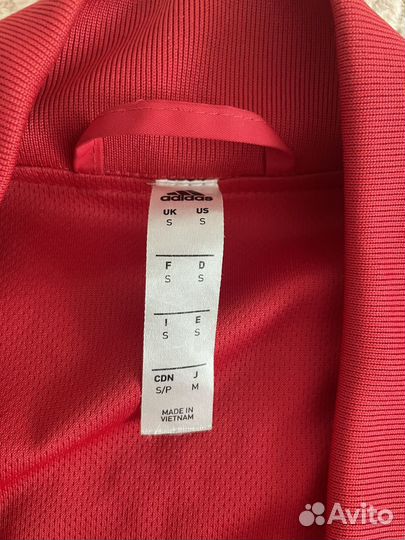 adidas
UK US
S S
F D
S S
I E
S S
CDN J
S/P M
MADE IN
VIETNAM
Avito